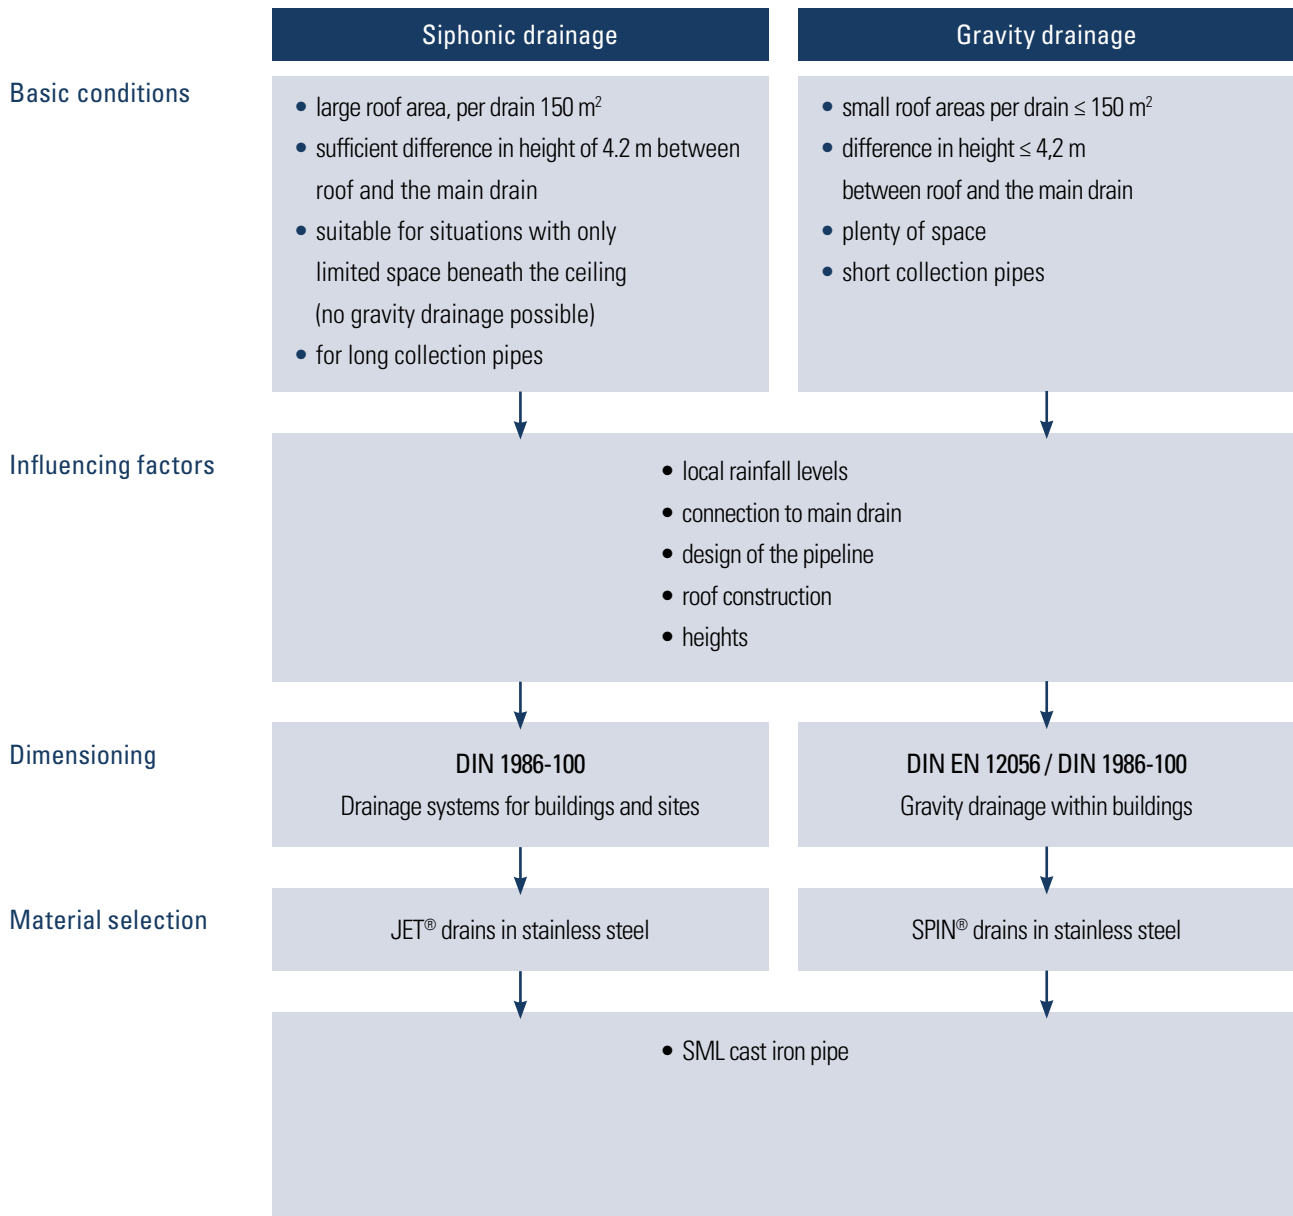 Siphonic drainage
Gravity drainage
Basic conditions
• large roof area, per drain 150 m²
• sufficient difference in height of 4.2 m between
roof and the main drain
• suitable for situations with only
limited space beneath the ceiling
(no gravity drainage possible)
• for long collection pipes
• small roof areas per drain ≤ 150 m²
• difference in height ≤ 4,2 m
between roof and the main drain
• plenty of space
• short collection pipes
Influencing factors
• local rainfall levels
• connection to main drain
• design of the pipeline
• roof construction
• heights
Dimensioning
DIN 1986-100
Drainage systems for buildings and sites
DIN EN 12056 / DIN 1986-100
Gravity drainage within buildings
Material selection
JET® drains in stainless steel
SPIN® drains in stainless steel
• SML cast iron pipe